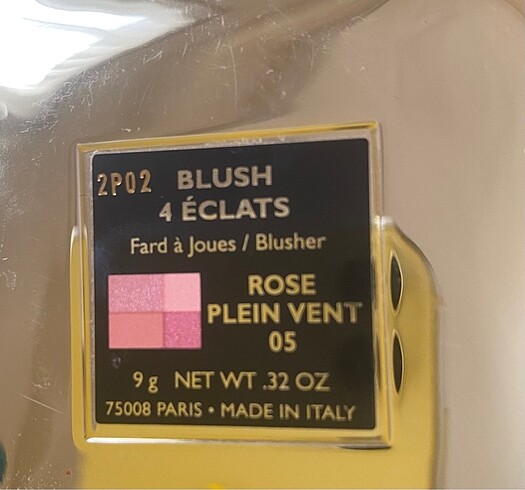 2P02 BLUSH
4 ÉCLATS
Fard à Joues / Blusher
ROSE
PLEIN VENT
05
9 g NET WT .32 OZ
75008 PARIS • MADE IN ITALY